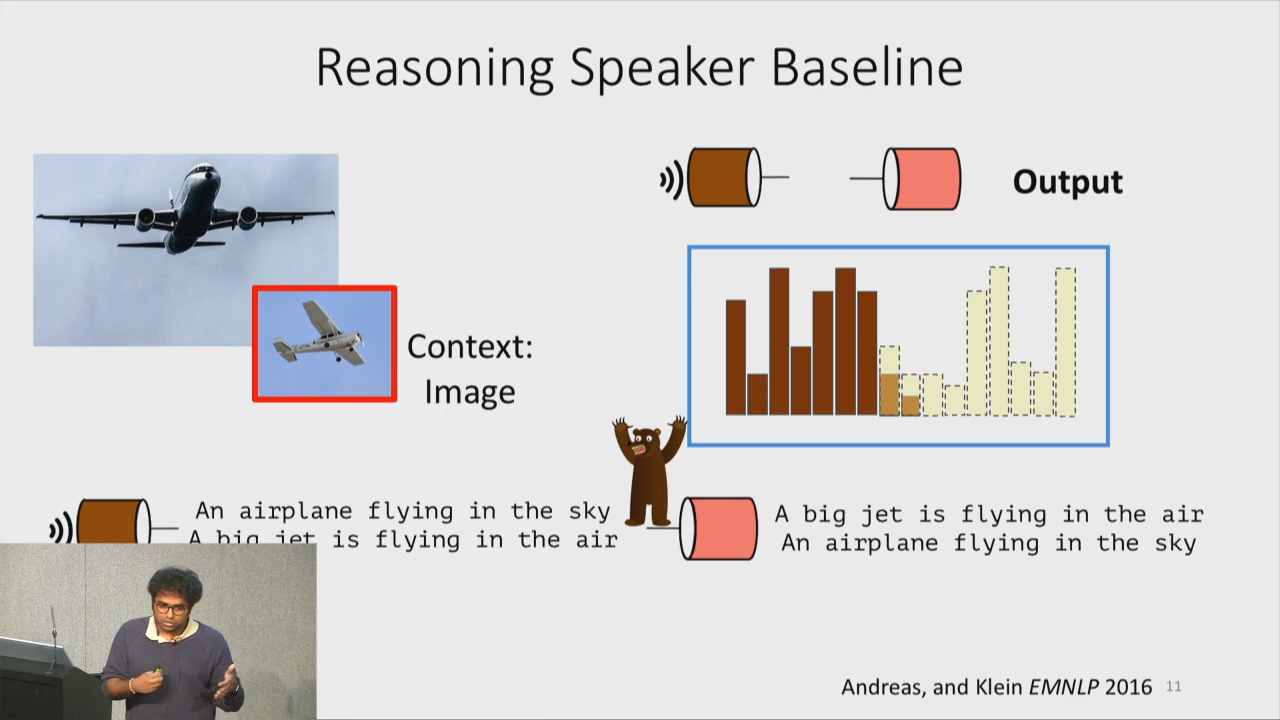 Reasoning Speaker Baseline
Output
Context:
Image
An airplane flying in the sky
A big jet is flying in the air
A big jet is flying in the air
An airplane flying in the sky
Andreas, and Klein EMNLP 2016 11